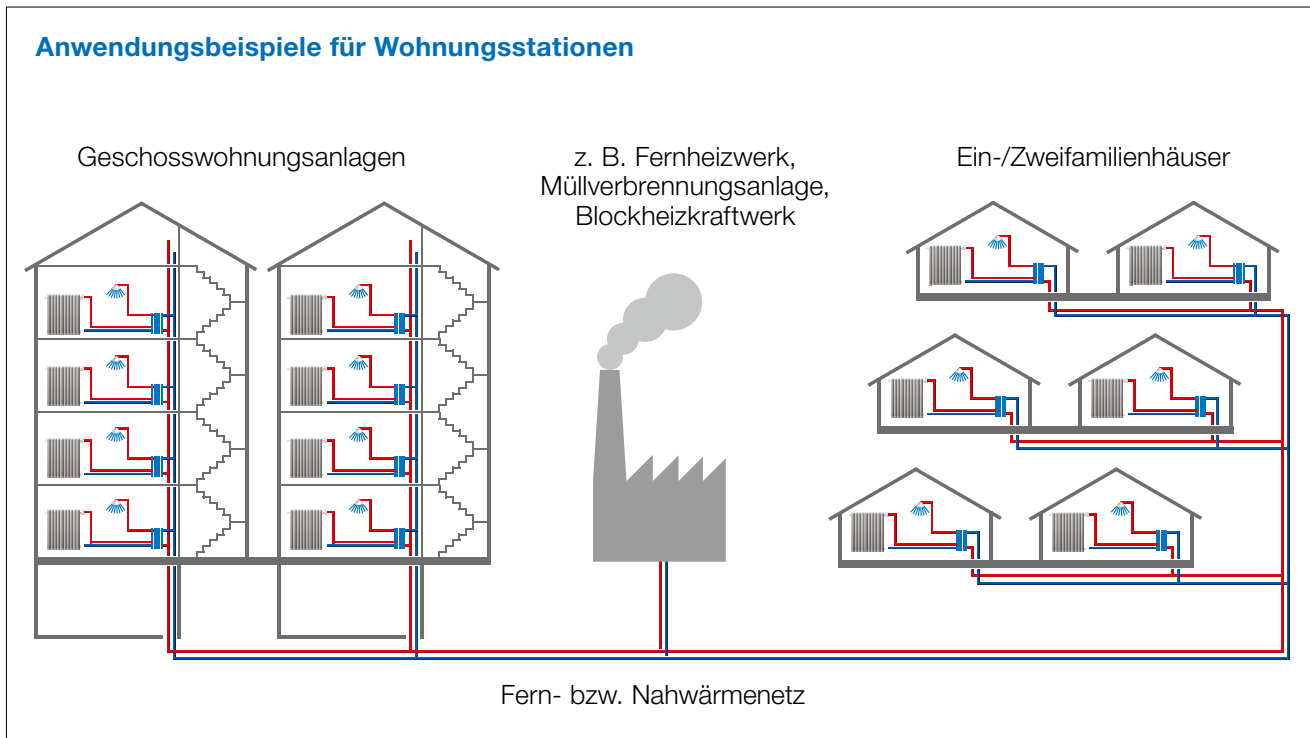 Anwendungsbeispiele für Wohnungsstationen
Geschosswohnungsanlagen
z. B. Fernheizwerk,
Müllverbrennungsanlage,
Blockheizkraftwerk
Ein-/Zweifamilienhäuser
Fern- bzw. Nahwärmenetz